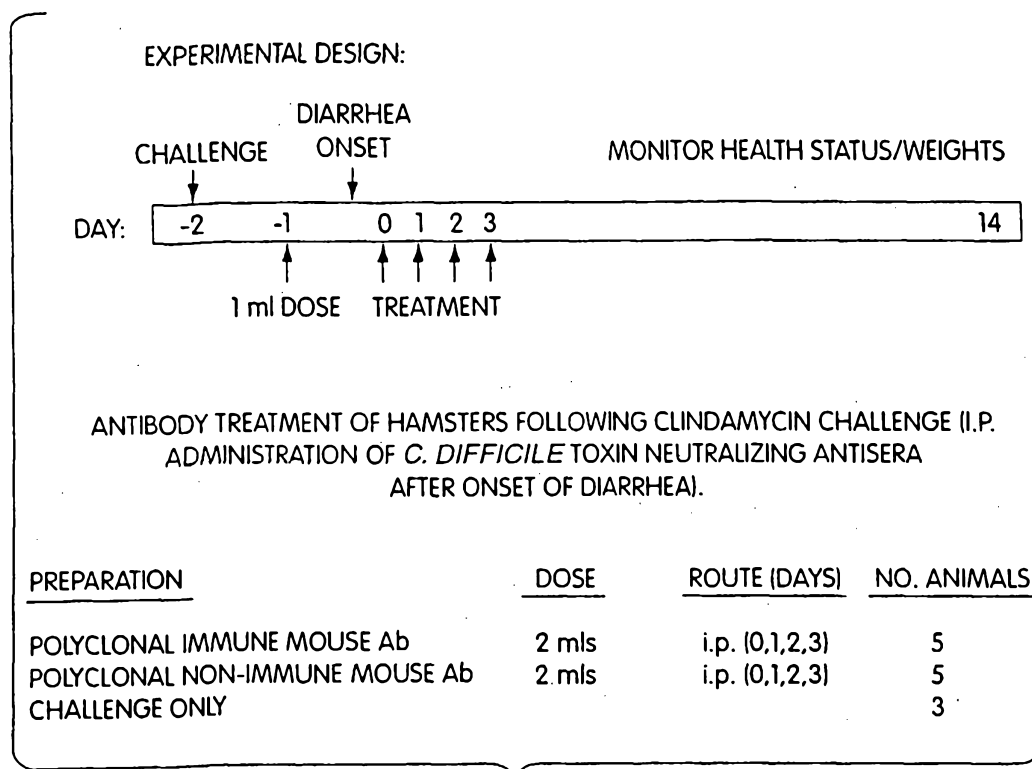 EXPERIMENTAL DESIGN:
DIARRHEA
CHALLENGE ONSET MONITOR HEALTH STATUS/WEIGHTS
DAY: -2 -1 0 1 2 3 14
1 ml DOSE TREATMENT
ANTIBODY TREATMENT OF HAMSTERS FOLLOWING CLINDAMYCIN CHALLENGE (I.P.
ADMINISTRATION OF C. DIFFICILE TOXIN NEUTRALIZING ANTISERA
AFTER ONSET OF DIARRHEA).
PREPARATION DOSE ROUTE (DAYS) NO. ANIMALS
POLYCLONAL IMMUNE MOUSE Ab 2 mls i.p. (0,1,2,3) 5
POLYCLONAL NON-IMMUNE MOUSE Ab 2 mls i.p. (0,1,2,3) 5
CHALLENGE ONLY 3